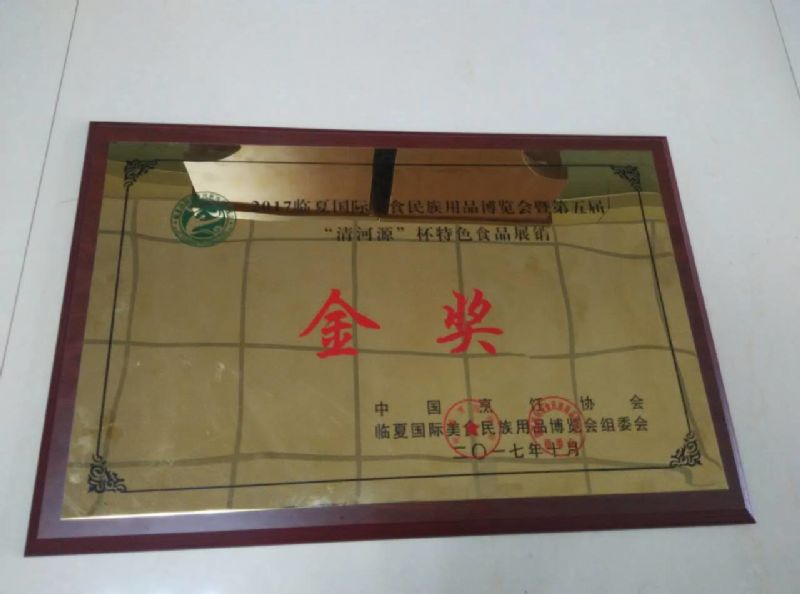 2017临夏国际美食民族用品博览会暨第五届
“清河源”杯特色食品展销
金奖
中国烹饪协会
临夏国际美食民族用品博览会组委会
二〇一七年十月